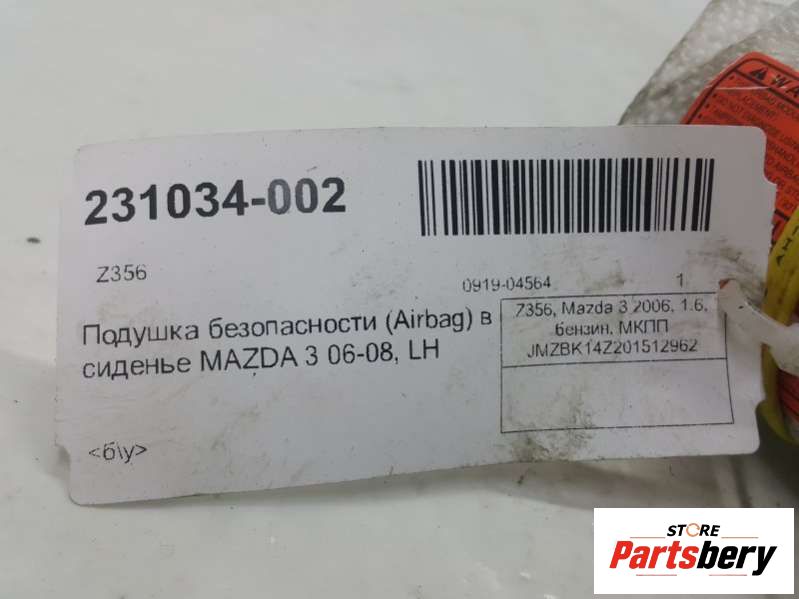 231034-002
Z356
0919-04564 1
Подушка безопасности (Airbag) в
сиденье MAZDA 3 06-08, LH
Z356, Mazda 3 2006, 1.6,
бензин, МКПП
JMZBK14Z201512962
<б\у>
STORE
Partsbery